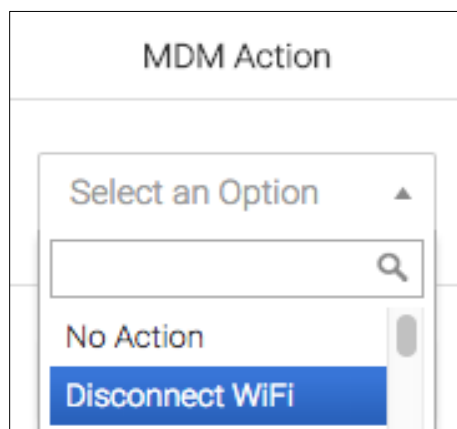 MDM Action
Select an Option
No Action
Disconnect WiFi